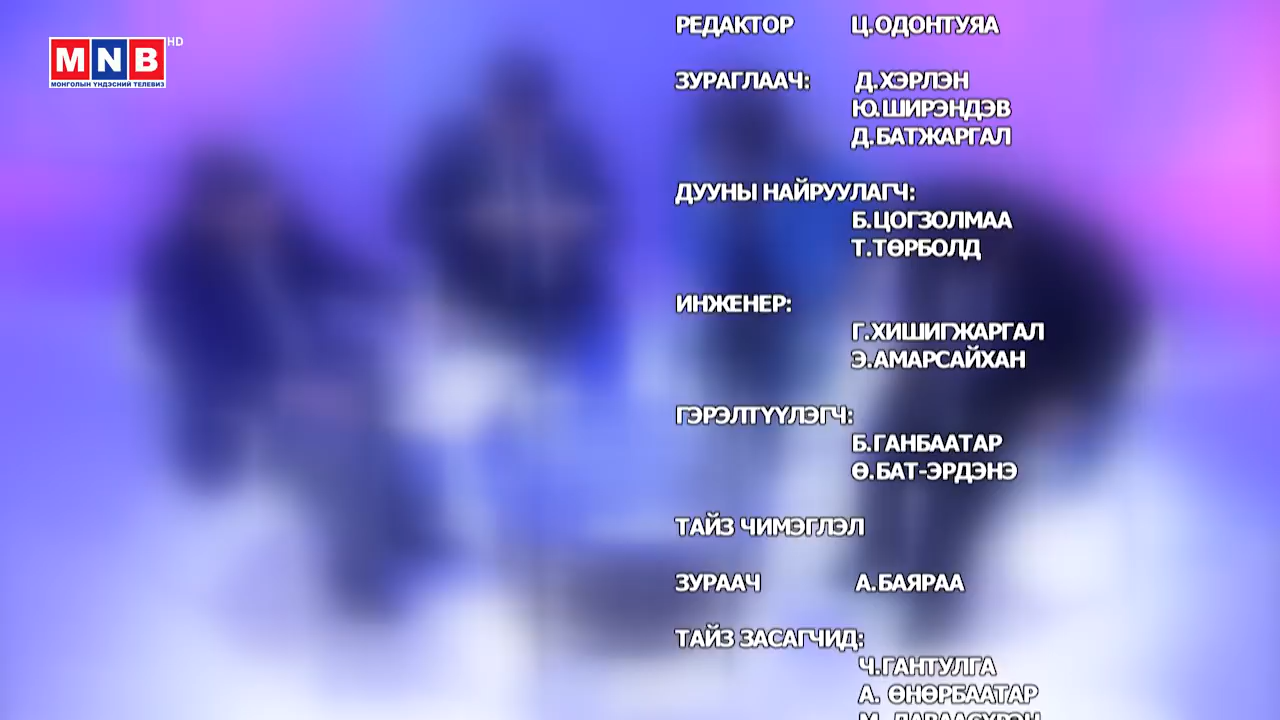 MNB HD
МОНГОЛЫН ҮНДЭСНИЙ ТЕЛЕВИЗ
РЕДАКТОР Ц.ОДОНТУЯА
ЗУРАГЛААЧ: Д.ХЭРЛЭН
Ю.ШИРЭНДЭВ
Д.БАТЖАРГАЛ
ДУУНЫ НАЙРУУЛАГЧ:
Б.ЦОГЗОЛМАА
Т.ТӨРБОЛД
ИНЖЕНЕР:
Г.ХИШИГЖАРГАЛ
Э.АМАРСАЙХАН
ГЭРЭЛТҮҮЛЭГЧ:
Б.ГАНБААТАР
Ө.БАТ-ЭРДЭНЭ
ТАЙЗ ЧИМЭГЛЭЛ
ЗУРААЧ А.БАЯРАА
ТАЙЗ ЗАСАГЧИД:
Ч.ГАНТУЛГА
А. ӨНӨРБААТАР